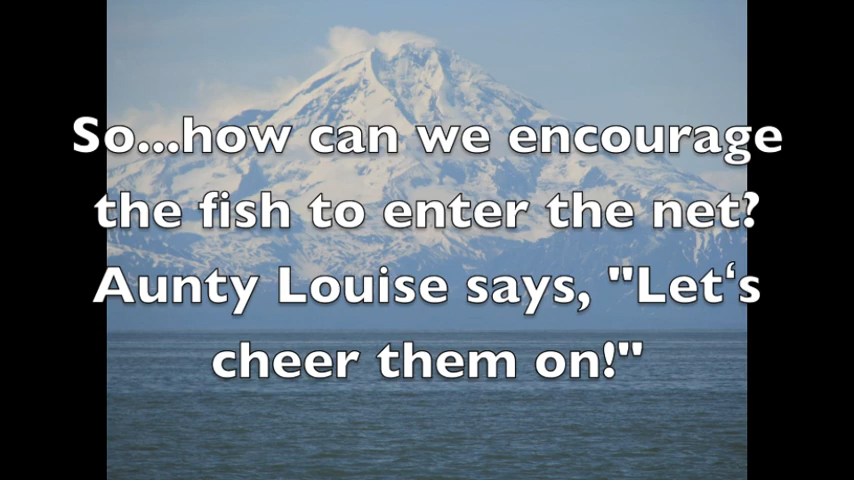 So...how can we encourage
the fish to enter the net?
Aunty Louise says, "Let‘s
cheer them on!"